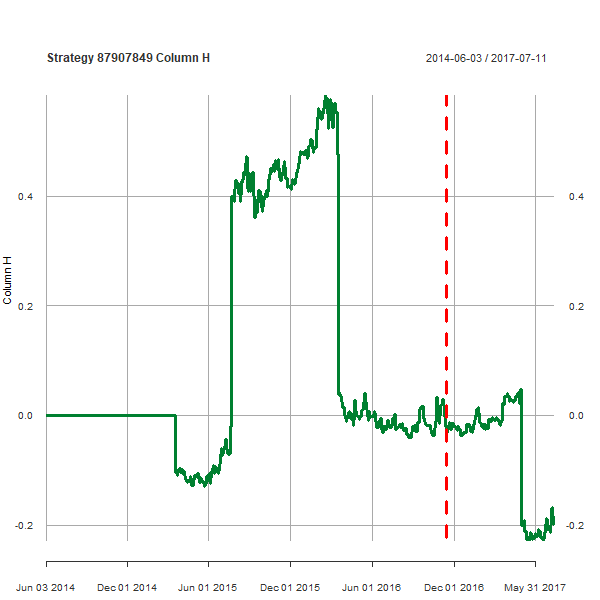 Strategy 87907849 Column H
2014-06-03 / 2017-07-11
Column H
0.4
0.4
0.2
0.2
0.0
0.0
-0.2
-0.2
Jun 03 2014
Dec 01 2014
Jun 01 2015
Dec 01 2015
Jun 01 2016
Dec 01 2016
May 31 2017